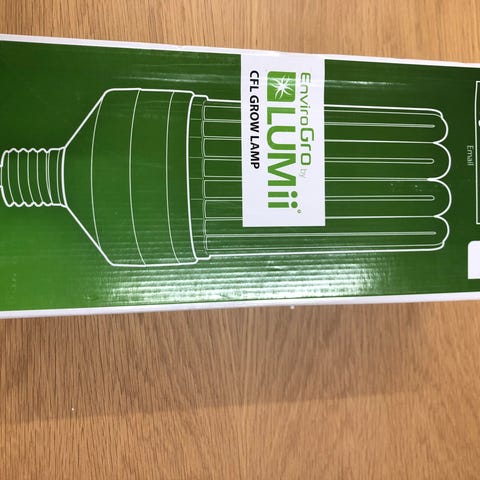 EnviroGro by
LUMii®
CFL GROW LAMP
Email